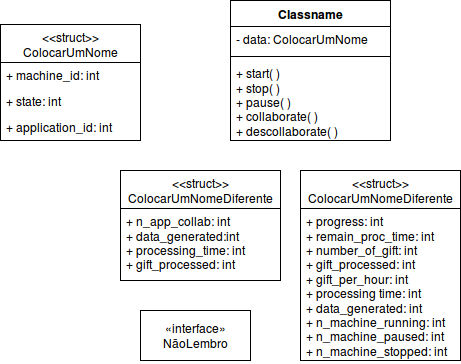 <<struct>>
ColocarUmNome
+ machine_id: int
+ state: int
+ application_id: int
Classname
- data: ColocarUmNome
+ start( )
+ stop( )
+ pause( )
+ collaborate( )
+ descollaborate( )
<<struct>>
ColocarUmNomeDiferente
+ n_app_collab: int
+ data_generated:int
+ processing_time: int
+ gift_processed: int
<<struct>>
ColocarUmNomeDiferente
+ progress: int
+ remain_proc_time: int
+ number_of_gift: int
+ gift_processed: int
+ gift_per_hour: int
+ processing time: int
+ data_generated: int
+ n_machine_running: int
+ n_machine_paused: int
+ n_machine_stopped: int
«interface»
NãoLembro